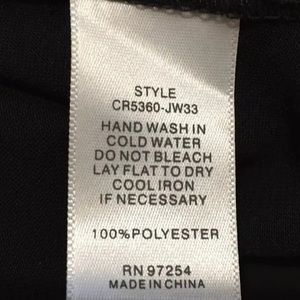 STYLE
CR5360-JW33
HAND WASH IN
COLD WATER
DO NOT BLEACH
LAY FLAT TO DRY
COOL IRON
IF NECESSARY
100%POLYESTER
RN 97254
MADE IN CHINA